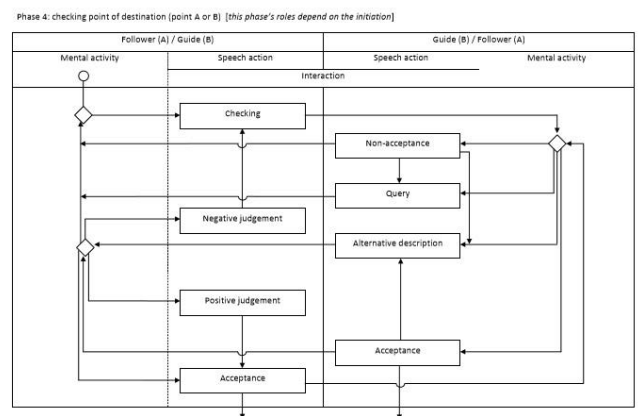 Phase 4: checking point of destination (point A or B) [this phase's roles depend on the initiation]
Follower (A) / Guide (B)
Guide (B) / Follower (A)
Mental activity
Speech action
Speech action
Mental activity
Interaction
Checking
Non-acceptance
Query
Negative judgement
Alternative description
Positive judgement
Acceptance
Acceptance